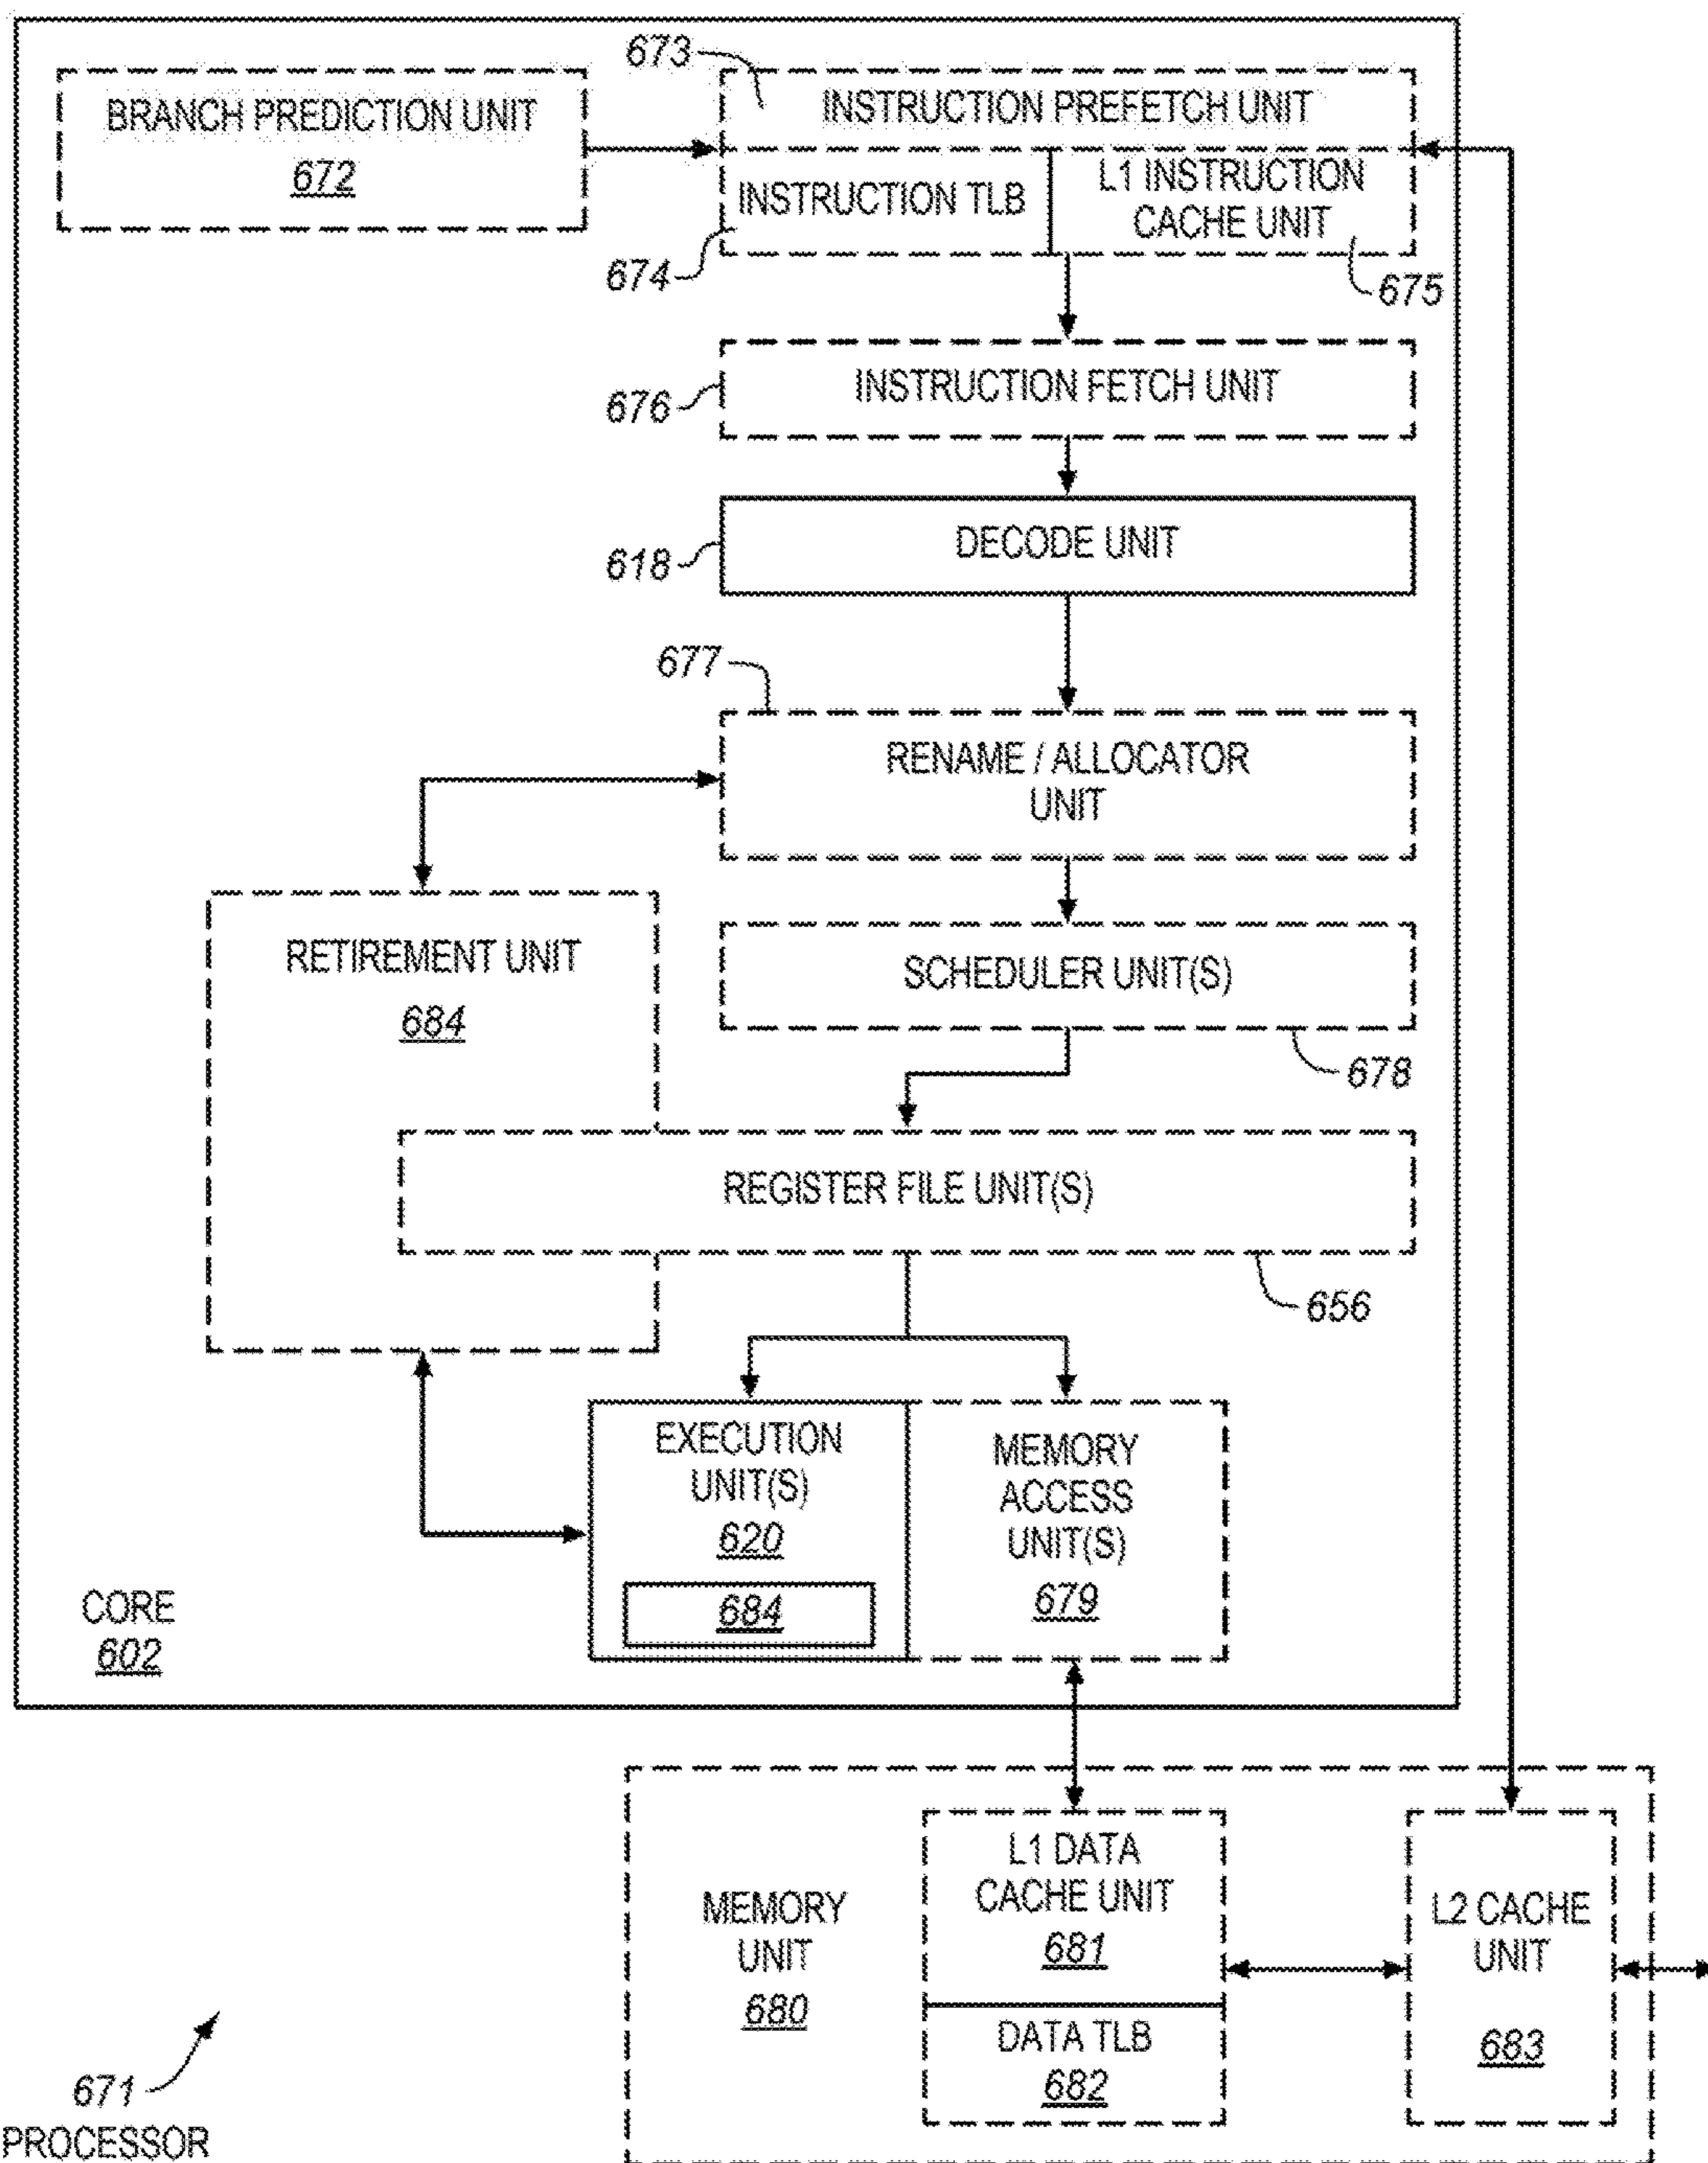 673
BRANCH PREDICTION UNIT
672
INSTRUCTION PREFETCH UNIT
INSTRUCTION TLB
L1 INSTRUCTION
CACHE UNIT
674
675
INSTRUCTION FETCH UNIT
676
DECODE UNIT
618
677
RENAME / ALLOCATOR
UNIT
RETIREMENT UNIT
684
SCHEDULER UNIT(S)
678
REGISTER FILE UNIT(S)
656
EXECUTION
UNIT(S)
620
684
MEMORY
ACCESS
UNIT(S)
679
CORE
602
MEMORY
UNIT
680
L1 DATA
CACHE UNIT
681
DATA TLB
682
L2 CACHE
UNIT
683
671
PROCESSOR